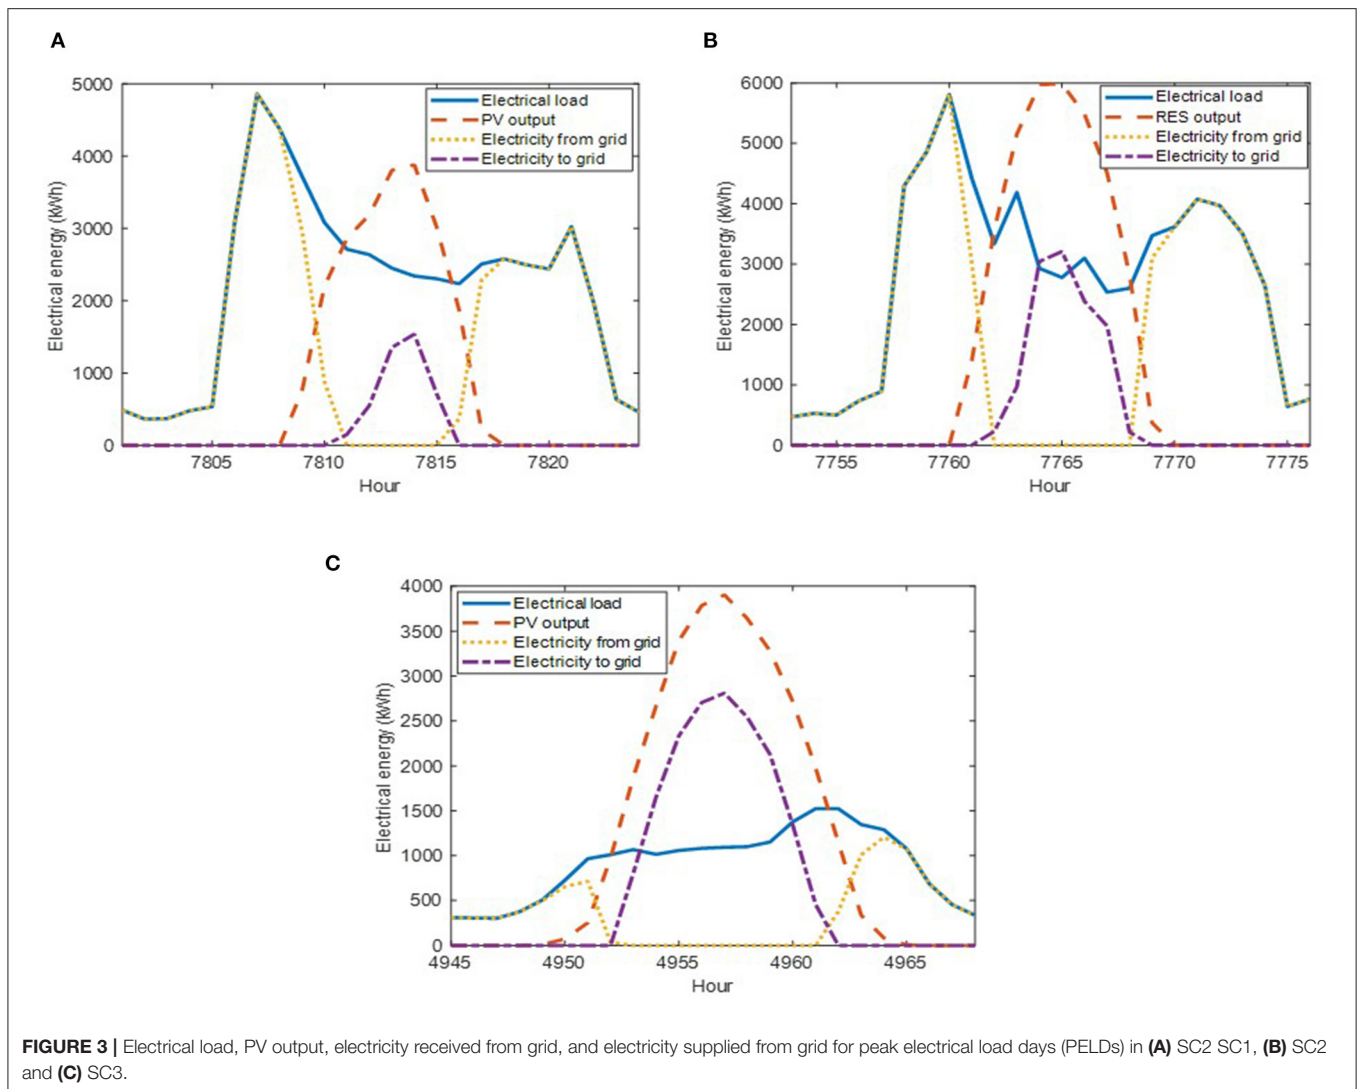 A
5000
4000
3000
2000
1000
0
Electrical energy (kWh)
Electrical load
PV output
Electricity from grid
Electricity to grid
7805 7810 7815 7820
Hour
B
6000
5000
4000
3000
2000
1000
0
Electrical energy (kWh)
Electrical load
RES output
Electricity from grid
Electricity to grid
7755 7760 7765 7770 7775
Hour
C
4000
3500
3000
2500
2000
1500
1000
500
0
Electrical energy (kWh)
Electrical load
PV output
Electricity from grid
Electricity to grid
4945 4950 4955 4960 4965
Hour
FIGURE 3 | Electrical load, PV output, electricity received from grid, and electricity supplied from grid for peak electrical load days (PELDs) in (A) SC2 SC1, (B) SC2
and (C) SC3.